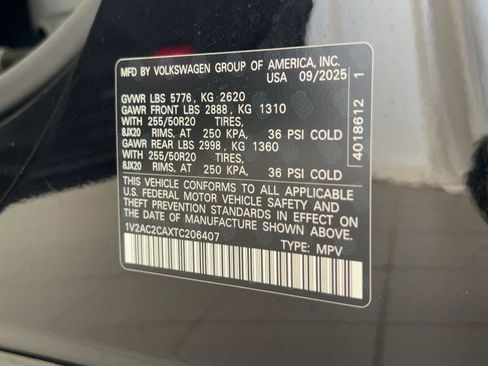 MFD BY VOLKSWAGEN GROUP OF AMERICA, INC.
USA 09/2025
GVWR LBS 5776, KG 2620
GAWR FRONT LBS 2888, KG 1310
WITH 255/50R20 TIRES,
8JX20 RIMS, AT 250 KPA, 36 PSI COLD
GAWR REAR LBS 2998, KG 1360
WITH 255/50R20 TIRES,
8JX20 RIMS, AT 250 KPA, 36 PSI COLD
THIS VEHICLE CONFORMS TO ALL APPLICABLE
U.S. FEDERAL MOTOR VEHICLE SAFETY AND
THEFT PREVENTION STANDARDS IN EFFECT ON
THE DATE OF MANUFACTURE SHOWN ABOVE.
1V2AC2CAXTC206407
TYPE: MPV
4018612 1